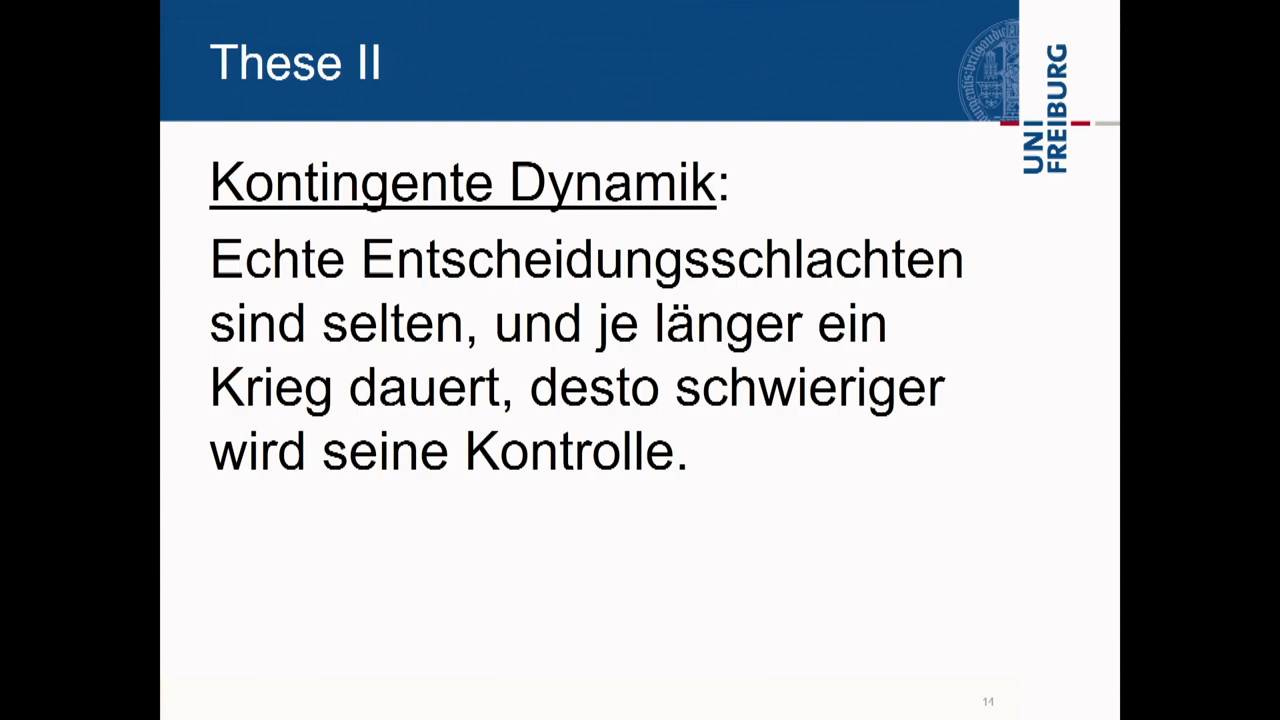 These II
UNI
FREIBURG
Kontingente Dynamik:
Echte Entscheidungsschlachten
sind selten, und je länger ein
Krieg dauert, desto schwieriger
wird seine Kontrolle.
14